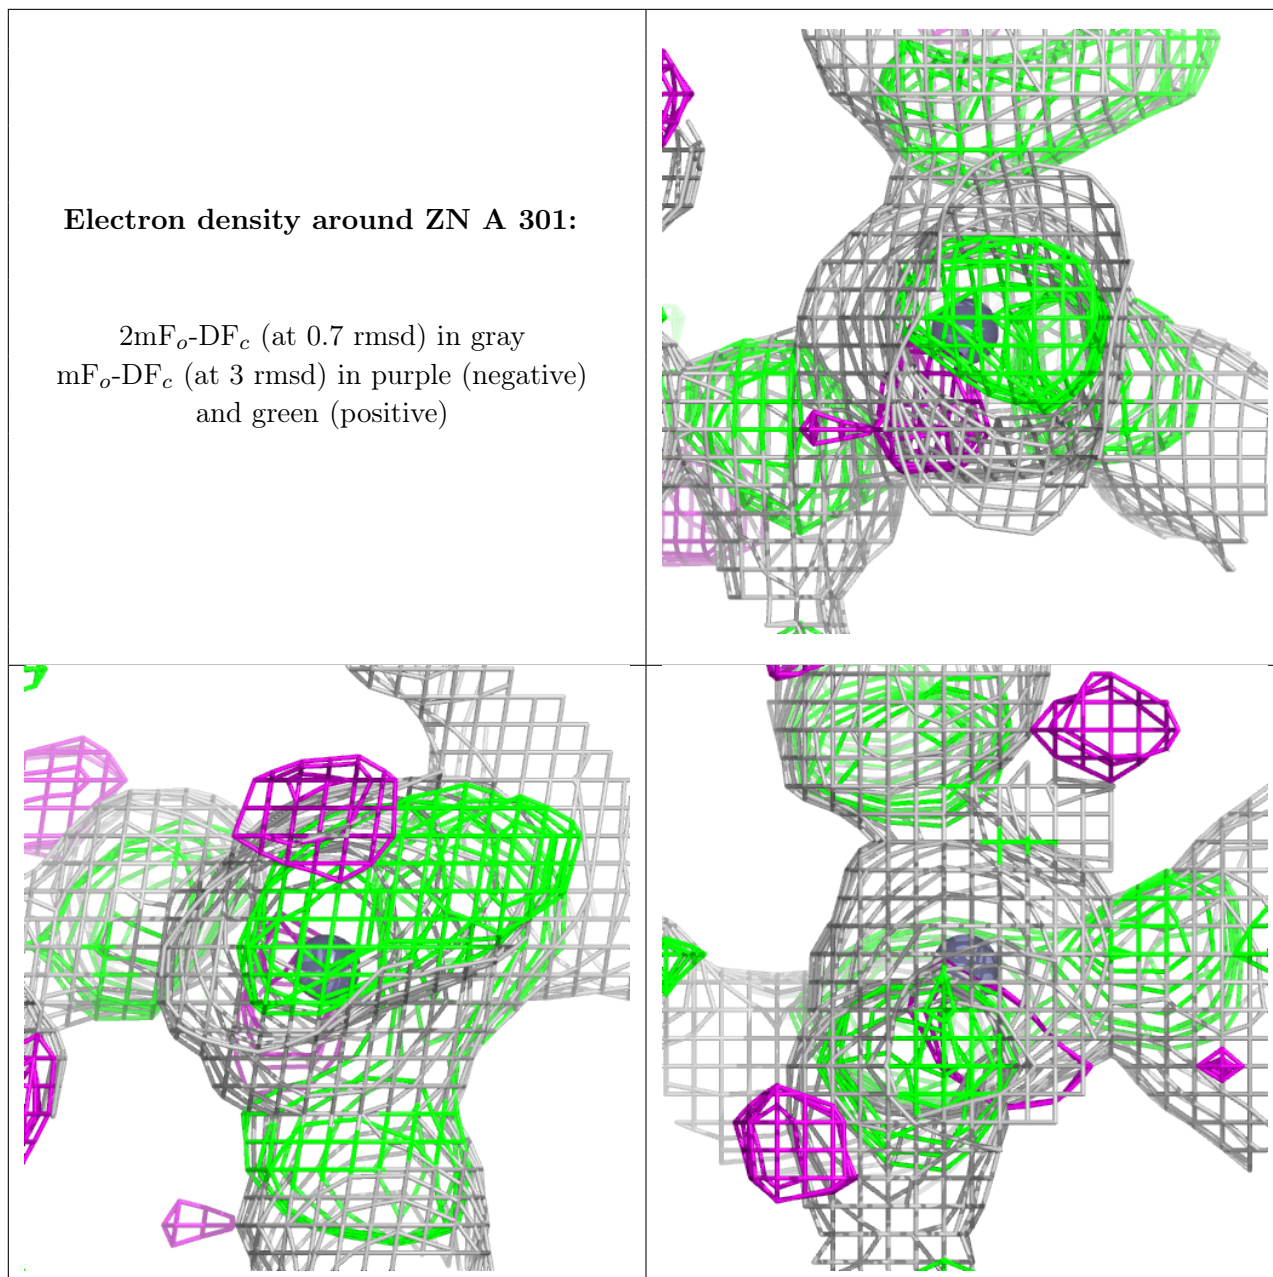 Electron density around ZN A 301:
2mFo-DFc (at 0.7 rmsd) in gray
mFo-DFc (at 3 rmsd) in purple (negative)
and green (positive)